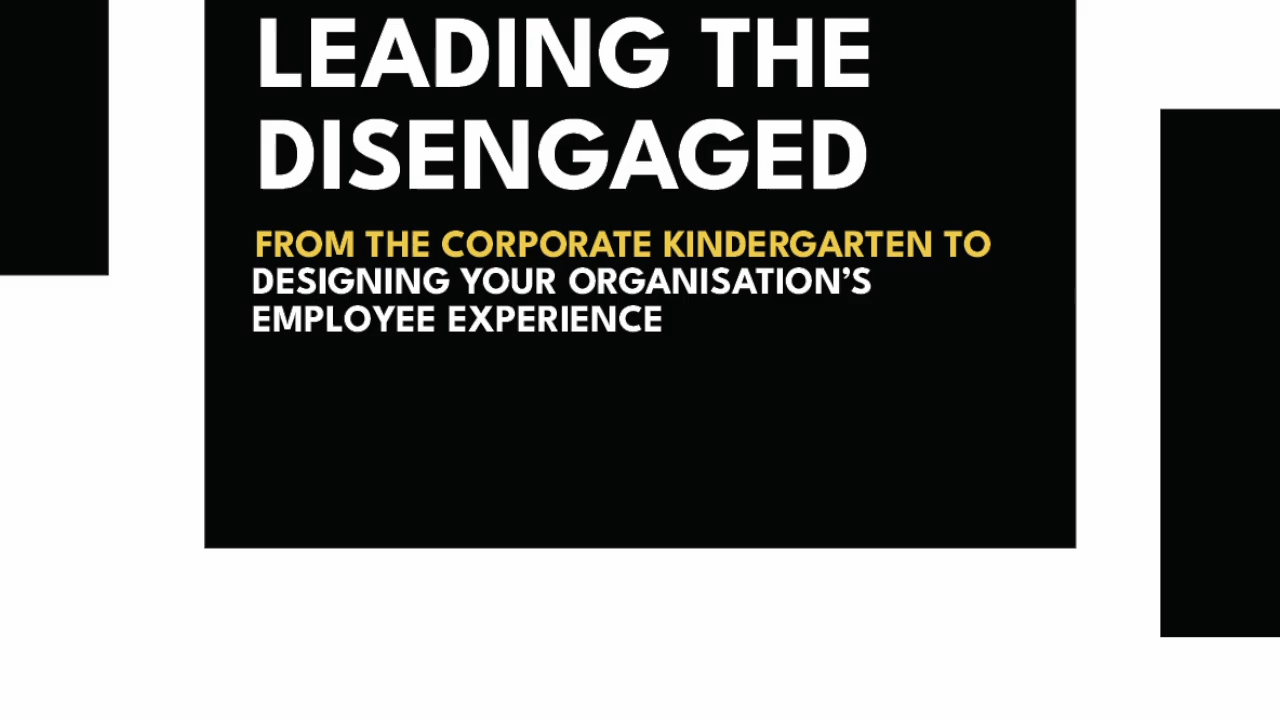 LEADING THE
DISENGAGED
FROM THE CORPORATE KINDERGARTEN TO
DESIGNING YOUR ORGANISATION’S
EMPLOYEE EXPERIENCE